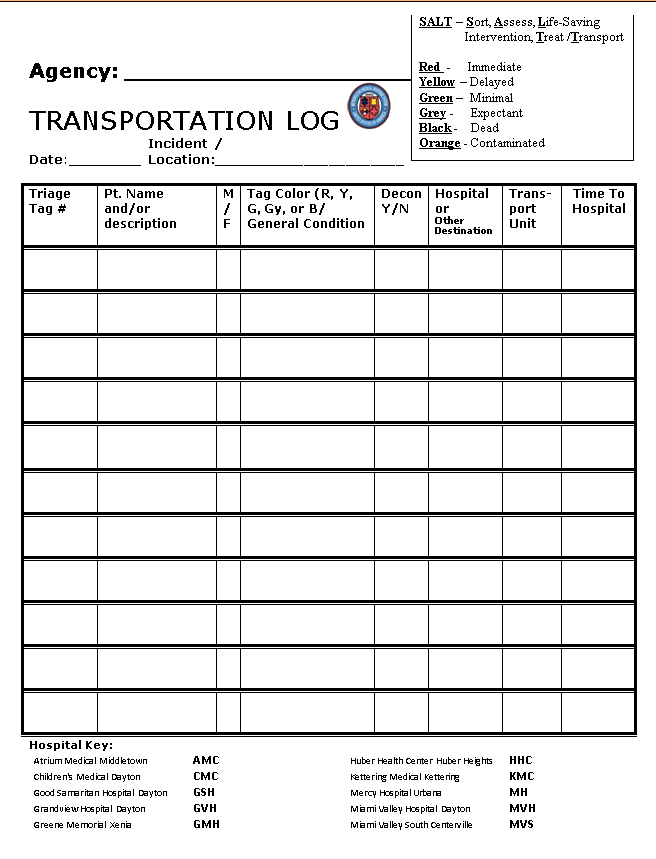 SALT – Sort, Assess, Life-Saving
Intervention, Treat /Transport
Red - Immediate
Yellow – Delayed
Green – Minimal
Grey - Expectant
Black - Dead
Orange - Contaminated
Agency: ____________________
TRANSPORTATION LOG
Incident /
Date:_________ Location:____________________
Triage Tag #
Pt. Name and/or description
M / F
Tag Color (R, Y, G, Gy, or B/ General Condition
Decon Y/N
Hospital or Other Destination
Trans- port Unit
Time To Hospital
Hospital Key:
Atrium Medical Middletown AMC
Children's Medical Dayton CMC
Good Samaritan Hospital Dayton GSH
Grandview Hospital Dayton GVH
Greene Memorial Xenia GMH
Huber Health Center Huber Heights HHC
Kettering Medical Kettering KMC
Mercy Hospital Urbana MH
Miami Valley Hospital Dayton MVH
Miami Valley South Centerville MVS